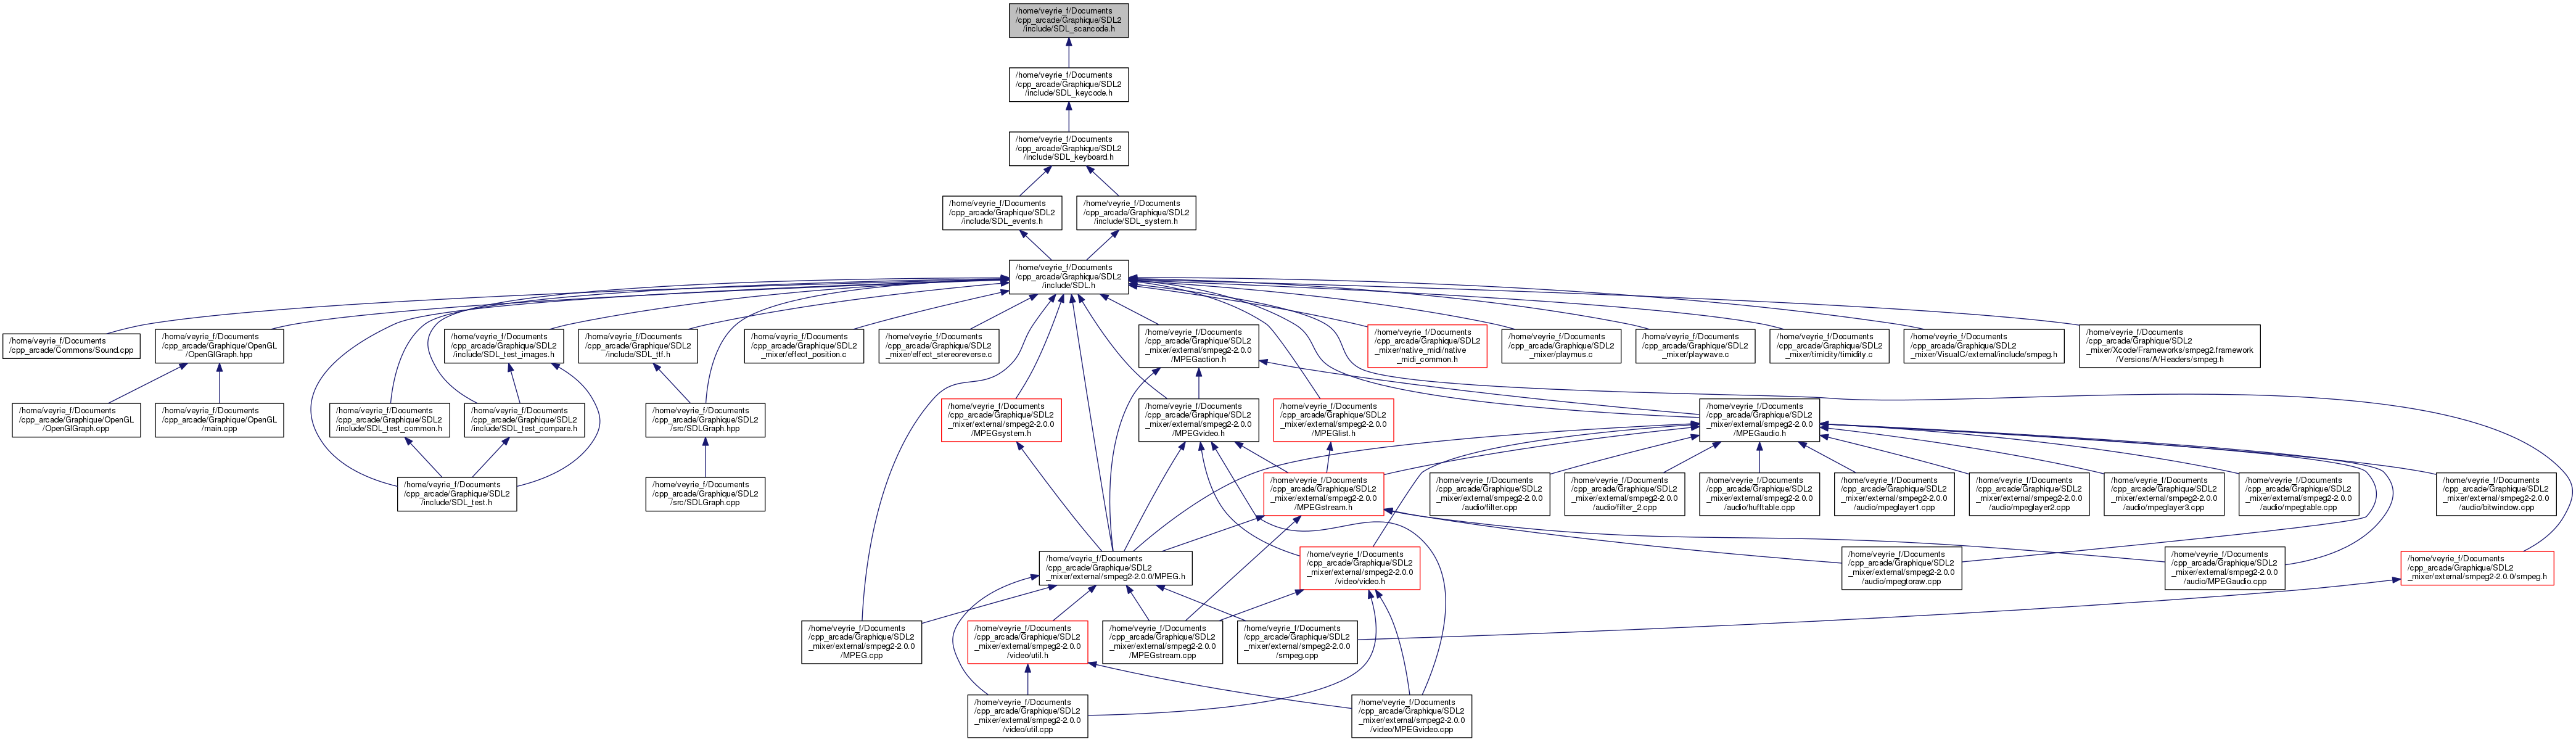 /home/veyrie_f/Documents
/cpp_arcade/Graphique/SDL2
/include/SDL_scancode.h
/home/veyrie_f/Documents
/cpp_arcade/Graphique/SDL2
/include/SDL_keycode.h
/home/veyrie_f/Documents
/cpp_arcade/Graphique/SDL2
/include/SDL_keyboard.h
/home/veyrie_f/Documents
/cpp_arcade/Graphique/SDL2
/include/SDL_events.h
/home/veyrie_f/Documents
/cpp_arcade/Graphique/SDL2
/include/SDL_system.h
/home/veyrie_f/Documents
/cpp_arcade/Graphique/SDL2
/include/SDL.h
/home/veyrie_f/Documents
/cpp_arcade/Commons/Sound.cpp
/home/veyrie_f/Documents
/cpp_arcade/Graphique/OpenGL
/OpenGlGraph.hpp
/home/veyrie_f/Documents
/cpp_arcade/Graphique/SDL2
/include/SDL_test_images.h
/home/veyrie_f/Documents
/cpp_arcade/Graphique/SDL2
/include/SDL_ttf.h
/home/veyrie_f/Documents
/cpp_arcade/Graphique/SDL2
_mixer/effect_position.c
/home/veyrie_f/Documents
/cpp_arcade/Graphique/SDL2
_mixer/effect_stereoreverse.c
/home/veyrie_f/Documents
/cpp_arcade/Graphique/SDL2
_mixer/external/smpeg2-2.0.0
/MPEGaction.h
/home/veyrie_f/Documents
/cpp_arcade/Graphique/SDL2
_mixer/native_midi/native
_midi_common.h
/home/veyrie_f/Documents
/cpp_arcade/Graphique/SDL2
_mixer/playmus.c
/home/veyrie_f/Documents
/cpp_arcade/Graphique/SDL2
_mixer/playwave.c
/home/veyrie_f/Documents
/cpp_arcade/Graphique/SDL2
_mixer/timidity/timidity.c
/home/veyrie_f/Documents
/cpp_arcade/Graphique/SDL2
_mixer/VisualC/external/include/smpeg.h
/home/veyrie_f/Documents
/cpp_arcade/Graphique/SDL2
_mixer/Xcode/Frameworks/smpeg2.framework
/Versions/A/Headers/smpeg.h
/home/veyrie_f/Documents
/cpp_arcade/Graphique/OpenGL
/OpenGlGraph.cpp
/home/veyrie_f/Documents
/cpp_arcade/Graphique/OpenGL
/main.cpp
/home/veyrie_f/Documents
/cpp_arcade/Graphique/SDL2
/include/SDL_test_common.h
/home/veyrie_f/Documents
/cpp_arcade/Graphique/SDL2
/include/SDL_test_compare.h
/home/veyrie_f/Documents
/cpp_arcade/Graphique/SDL2
/src/SDLGraph.hpp
/home/veyrie_f/Documents
/cpp_arcade/Graphique/SDL2
_mixer/external/smpeg2-2.0.0
/MPEGsystem.h
/home/veyrie_f/Documents
/cpp_arcade/Graphique/SDL2
_mixer/external/smpeg2-2.0.0
/MPEGvideo.h
/home/veyrie_f/Documents
/cpp_arcade/Graphique/SDL2
_mixer/external/smpeg2-2.0.0
/MPEGlist.h
/home/veyrie_f/Documents
/cpp_arcade/Graphique/SDL2
_mixer/external/smpeg2-2.0.0
/MPEGaudio.h
/home/veyrie_f/Documents
/cpp_arcade/Graphique/SDL2
/include/SDL_test.h
/home/veyrie_f/Documents
/cpp_arcade/Graphique/SDL2
/src/SDLGraph.cpp
/home/veyrie_f/Documents
/cpp_arcade/Graphique/SDL2
_mixer/external/smpeg2-2.0.0
/MPEGstream.h
/home/veyrie_f/Documents
/cpp_arcade/Graphique/SDL2
_mixer/external/smpeg2-2.0.0
/audio/filter.cpp
/home/veyrie_f/Documents
/cpp_arcade/Graphique/SDL2
_mixer/external/smpeg2-2.0.0
/audio/filter_2.cpp
/home/veyrie_f/Documents
/cpp_arcade/Graphique/SDL2
_mixer/external/smpeg2-2.0.0
/audio/hufftable.cpp
/home/veyrie_f/Documents
/cpp_arcade/Graphique/SDL2
_mixer/external/smpeg2-2.0.0
/audio/mpeglayer1.cpp
/home/veyrie_f/Documents
/cpp_arcade/Graphique/SDL2
_mixer/external/smpeg2-2.0.0
/audio/mpeglayer2.cpp
/home/veyrie_f/Documents
/cpp_arcade/Graphique/SDL2
_mixer/external/smpeg2-2.0.0
/audio/mpeglayer3.cpp
/home/veyrie_f/Documents
/cpp_arcade/Graphique/SDL2
_mixer/external/smpeg2-2.0.0
/audio/mpegtable.cpp
/home/veyrie_f/Documents
/cpp_arcade/Graphique/SDL2
_mixer/external/smpeg2-2.0.0
/audio/bitwindow.cpp
/home/veyrie_f/Documents
/cpp_arcade/Graphique/SDL2
_mixer/external/smpeg2-2.0.0/MPEG.h
/home/veyrie_f/Documents
/cpp_arcade/Graphique/SDL2
_mixer/external/smpeg2-2.0.0
/video/video.h
/home/veyrie_f/Documents
/cpp_arcade/Graphique/SDL2
_mixer/external/smpeg2-2.0.0
/audio/mpegtoraw.cpp
/home/veyrie_f/Documents
/cpp_arcade/Graphique/SDL2
_mixer/external/smpeg2-2.0.0
/audio/MPEGaudio.cpp
/home/veyrie_f/Documents
/cpp_arcade/Graphique/SDL2
_mixer/external/smpeg2-2.0.0/smpeg.h
/home/veyrie_f/Documents
/cpp_arcade/Graphique/SDL2
_mixer/external/smpeg2-2.0.0
/MPEG.cpp
/home/veyrie_f/Documents
/cpp_arcade/Graphique/SDL2
_mixer/external/smpeg2-2.0.0
/video/util.h
/home/veyrie_f/Documents
/cpp_arcade/Graphique/SDL2
_mixer/external/smpeg2-2.0.0
/MPEGstream.cpp
/home/veyrie_f/Documents
/cpp_arcade/Graphique/SDL2
_mixer/external/smpeg2-2.0.0
/smpeg.cpp
/home/veyrie_f/Documents
/cpp_arcade/Graphique/SDL2
_mixer/external/smpeg2-2.0.0
/video/util.cpp
/home/veyrie_f/Documents
/cpp_arcade/Graphique/SDL2
_mixer/external/smpeg2-2.0.0
/video/MPEGvideo.cpp